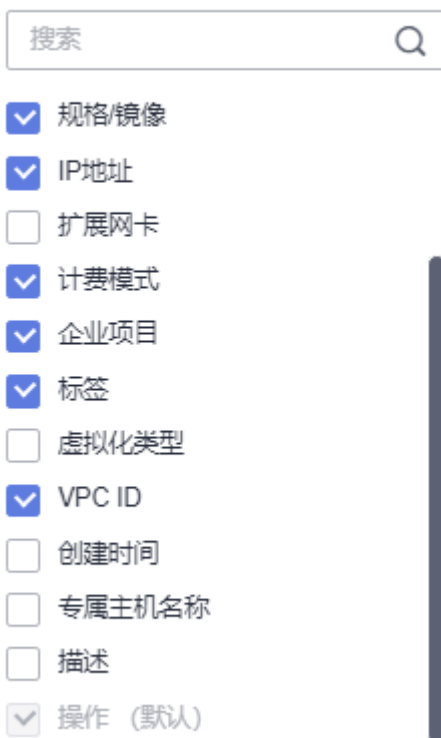 搜索
规格/镜像
IP地址
扩展网卡
计费模式
企业项目
标签
虚拟化类型
VPC ID
创建时间
专属主机名称
描述
操作 (默认)